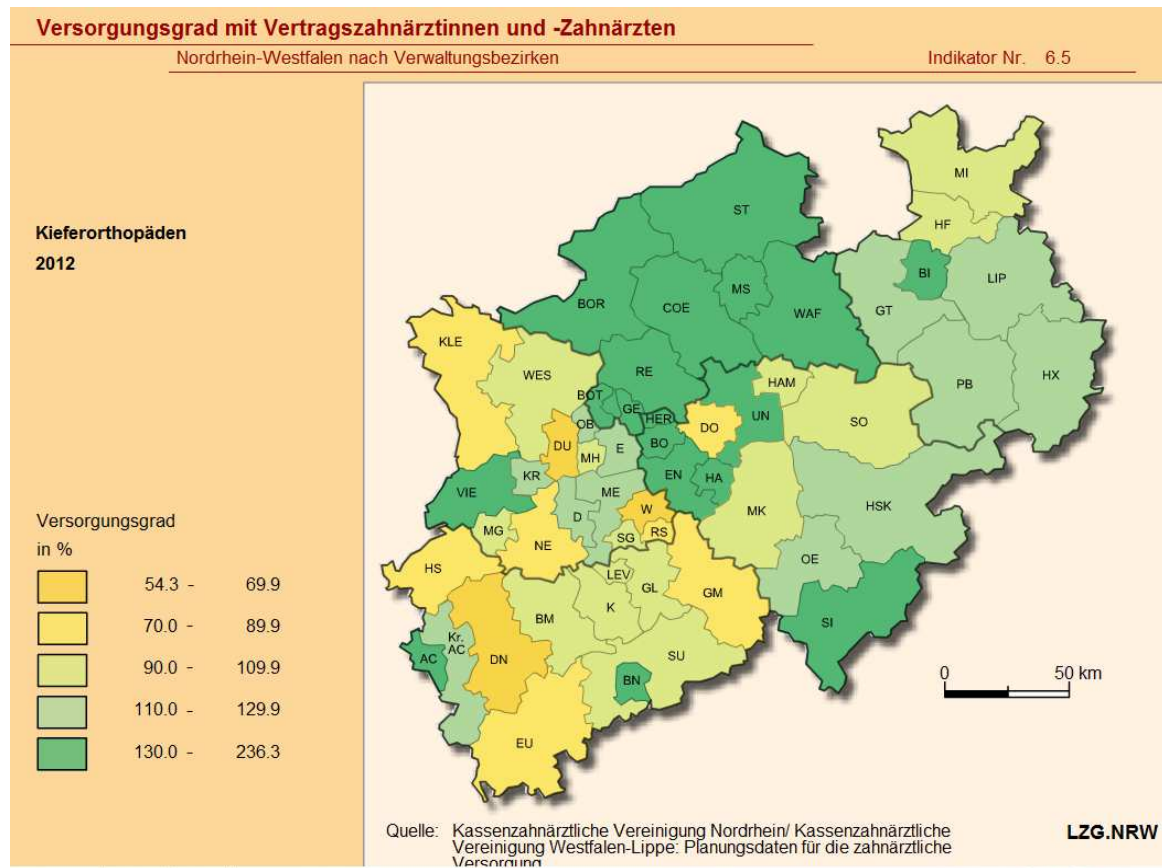 Versorgungsgrad mit Vertragszahnärztinnen und -Zahnärzten
Nordrhein-Westfalen nach Verwaltungsbezirken
Indikator Nr. 6.5
Kieferorthopäden
2012
Versorgungsgrad
in %
54.3 - 69.9
70.0 - 89.9
90.0 - 109.9
110.0 - 129.9
130.0 - 236.3
MI
ST
HF
BI
LIP
MS
BOR
COE
WAF
GT
KLE
RE
WES
HAM
PB
HX
BOT
GE
UN
HER
SO
OB
DO
DU
E
BO
MH
KR
EN
HA
VIE
ME
HSK
W
MK
D
MG
SG
RS
NE
OE
HS
LEV
GL
GM
K
BM
SI
Kr.
AC
AC
DN
SU
BN
EU
0 50 km
Quelle: Kassenzahnärztliche Vereinigung Nordrhein/ Kassenzahnärztliche
Vereinigung Westfalen-Lippe: Planungsdaten für die zahnärztliche
Versorgung
LZG.NRW